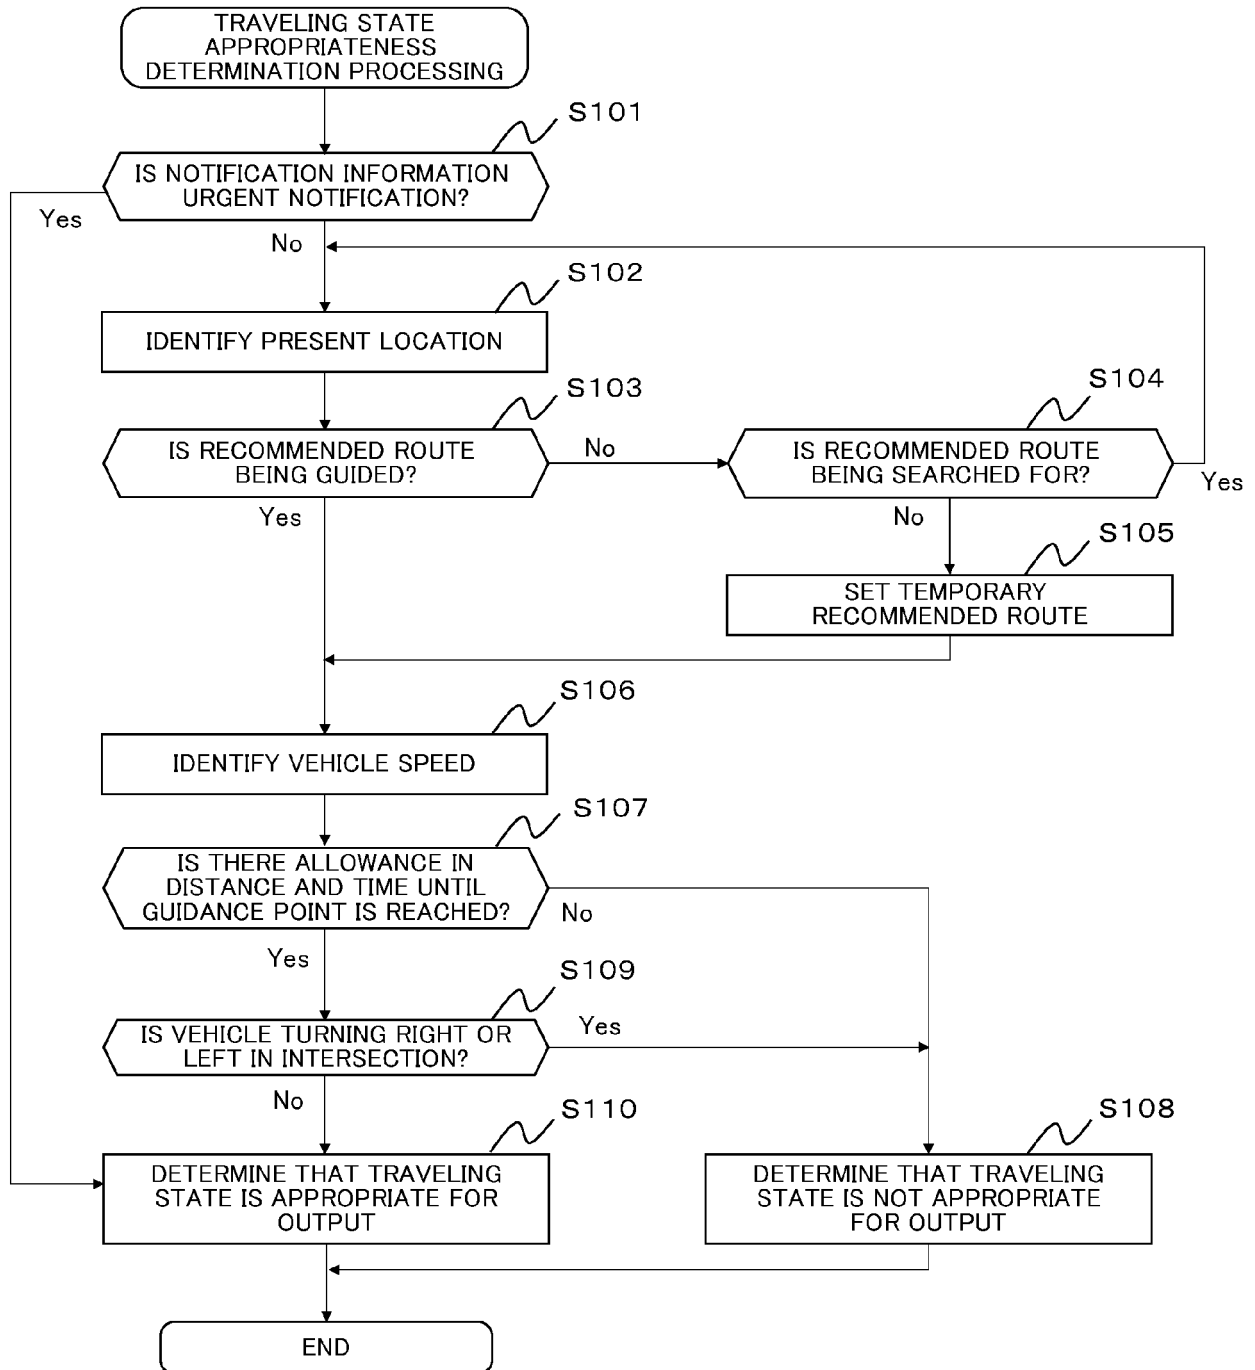 TRAVELING STATE
APPROPRIATENESS
DETERMINATION PROCESSING
S101
IS NOTIFICATION INFORMATION
URGENT NOTIFICATION?
Yes
No
S102
IDENTIFY PRESENT LOCATION
S103
IS RECOMMENDED ROUTE
BEING GUIDED?
No
S104
IS RECOMMENDED ROUTE
BEING SEARCHED FOR?
Yes
Yes
No
S105
SET TEMPORARY
RECOMMENDED ROUTE
S106
IDENTIFY VEHICLE SPEED
S107
IS THERE ALLOWANCE IN
DISTANCE AND TIME UNTIL
GUIDANCE POINT IS REACHED?
No
Yes
S109
IS VEHICLE TURNING RIGHT OR
LEFT IN INTERSECTION?
Yes
No
S110
DETERMINE THAT TRAVELING
STATE IS APPROPRIATE FOR
OUTPUT
S108
DETERMINE THAT TRAVELING
STATE IS NOT APPROPRIATE
FOR OUTPUT
END